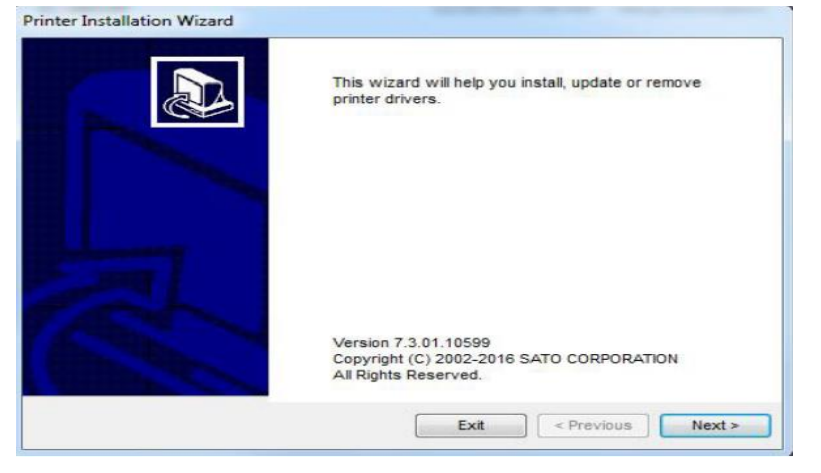 Printer Installation Wizard
This wizard will help you install, update or remove
printer drivers.
Version 7.3.01.10599
Copyright (C) 2002-2016 SATO CORPORATION
All Rights Reserved.
Exit
< Previous
Next >